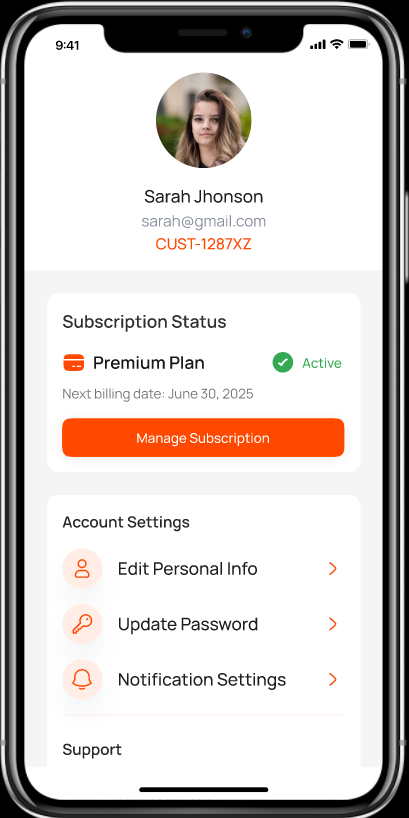 9:41
Sarah Jhonson
sarah@gmail.com
CUST-1287XZ
Subscription Status
Premium Plan
Active
Next billing date: June 30, 2025
Manage Subscription
Account Settings
Edit Personal Info
Update Password
Notification Settings
Support